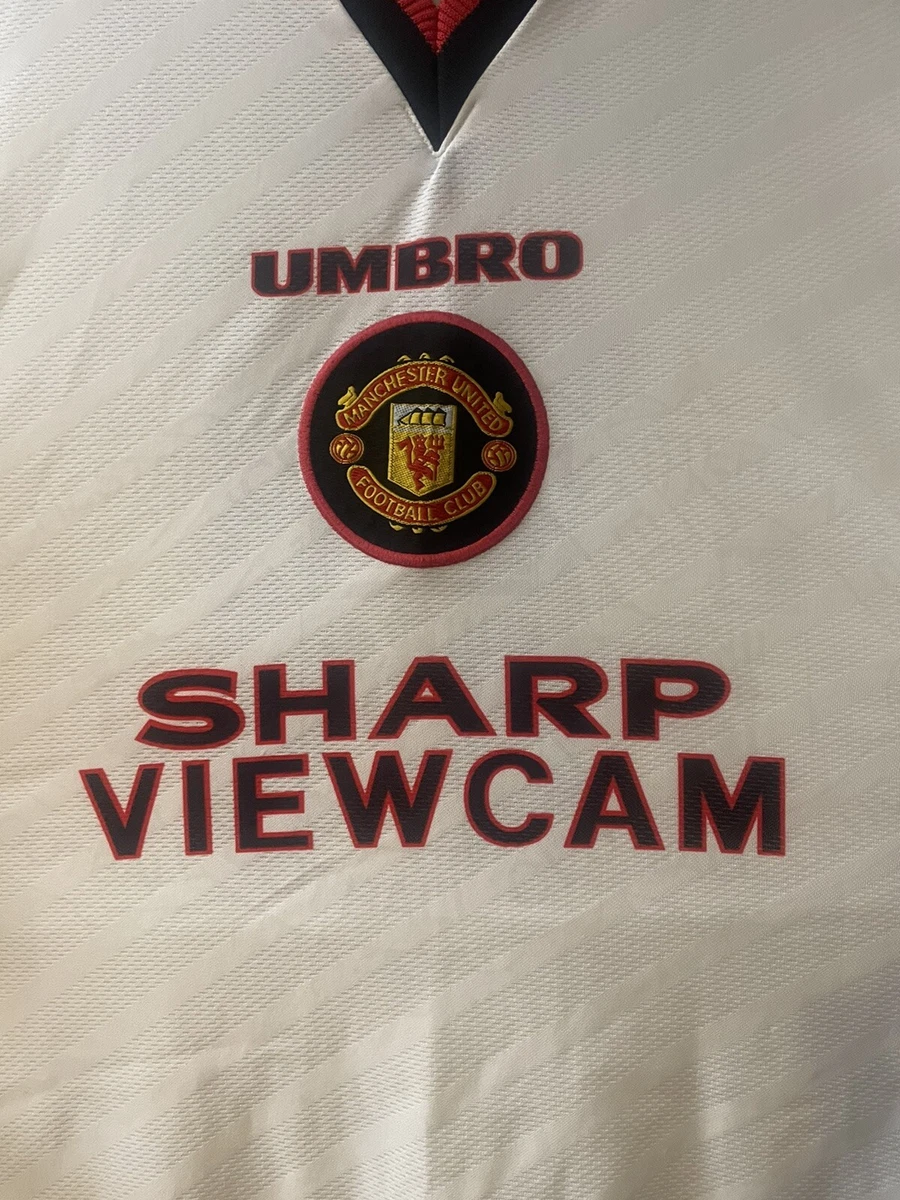 UMBRO
MANCHESTER UNITED
FOOTBALL CLUB
SHARP
VIEWCAM